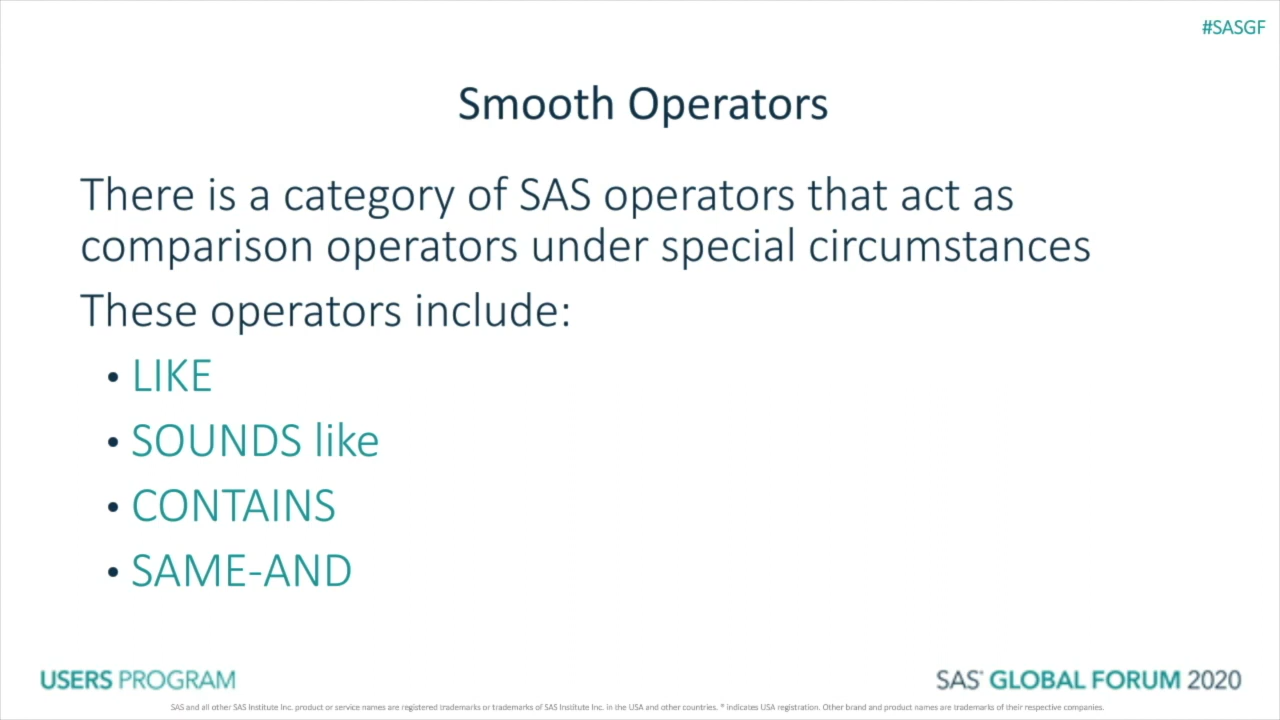 #SASGF
Smooth Operators
There is a category of SAS operators that act as
comparison operators under special circumstances
These operators include:
• LIKE
• SOUNDS like
• CONTAINS
• SAME-AND
USERS PROGRAM
SAS® GLOBAL FORUM 2020
SAS and all other SAS Institute Inc. product or service names are registered trademarks or trademarks of SAS Institute Inc. in the USA and other countries. ® indicates USA registration. Other brand and product names are trademarks of their respective companies.